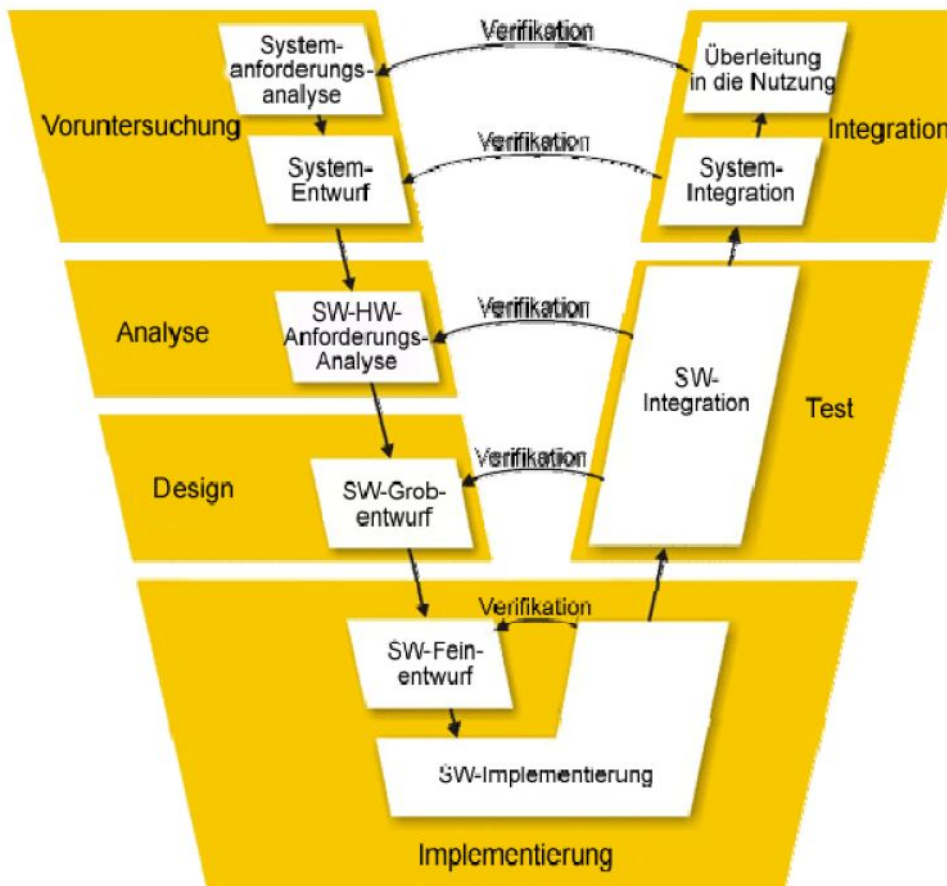 Verifikation
System-
anforderungs-
analyse
Überleitung
in die Nutzung
Voruntersuchung
Integration
Verifikation
System-
Entwurf
System-
Integration
Verifikation
SW-HW-
Anforderungs-
Analyse
Analyse
SW-
Integration
Test
Verifikation
Design
SW-Grob-
entwurf
Verifikation
SW-Fein-
entwurf
SW-Implementierung
Implementierung